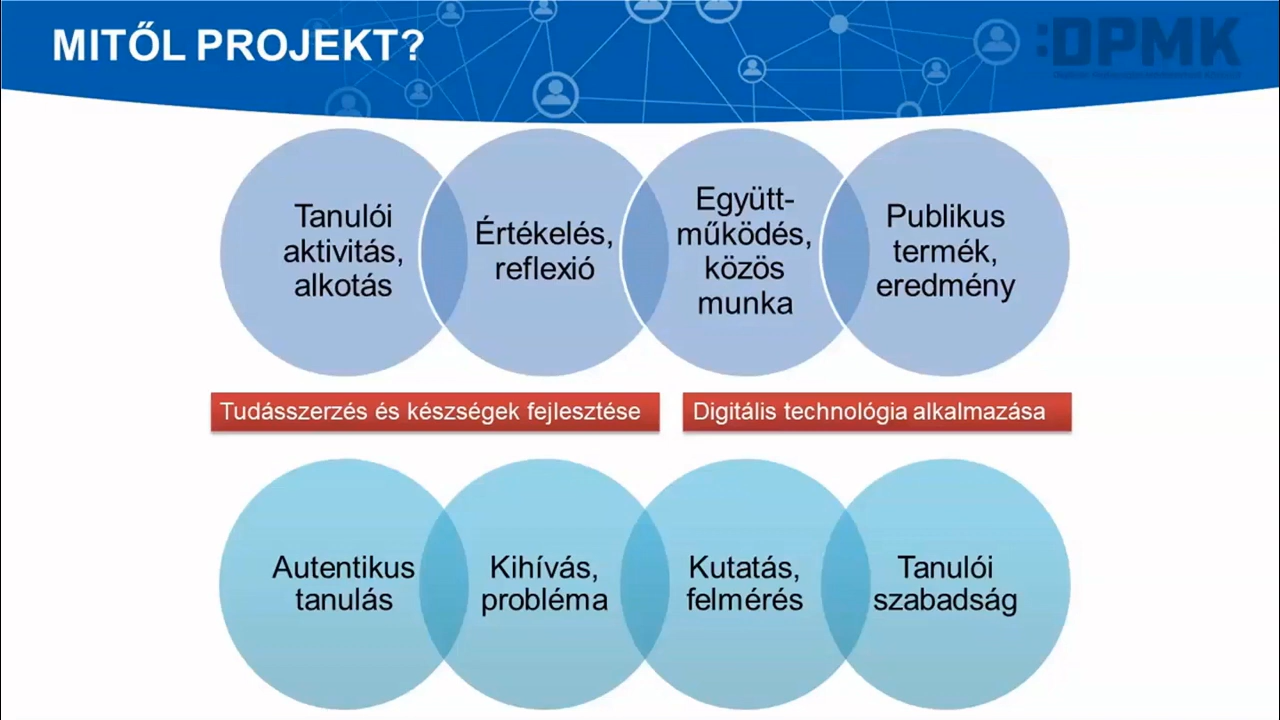 MITŐL PROJEKT?
:DPMK
Tanulói
aktivitás,
alkotás
Értékelés,
reflexió
Együtt-
működés,
közös
munka
Publikus
termék,
eredmény
Tudásszerzés és készségek fejlesztése
Digitális technológia alkalmazása
Autentikus
tanulás
Kihívás,
probléma
Kutatás,
felmérés
Tanulói
szabadság